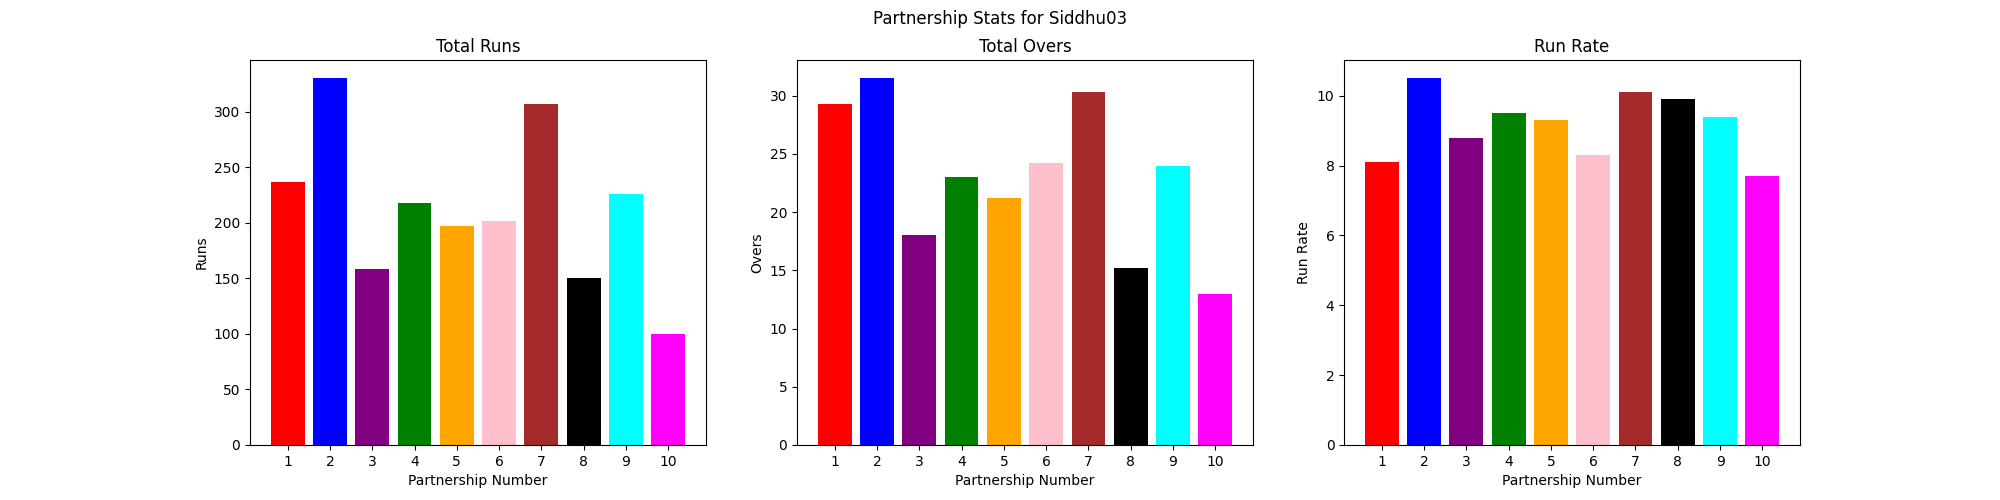 Partnership Stats for Siddhu03
Total Runs
Runs
300
250
200
150
100
50
0
1 2 3 4 5 6 7 8 9 10
Partnership Number
Total Overs
Overs
30
25
20
15
10
5
0
1 2 3 4 5 6 7 8 9 10
Partnership Number
Run Rate
Run Rate
10
8
6
4
2
0
1 2 3 4 5 6 7 8 9 10
Partnership Number